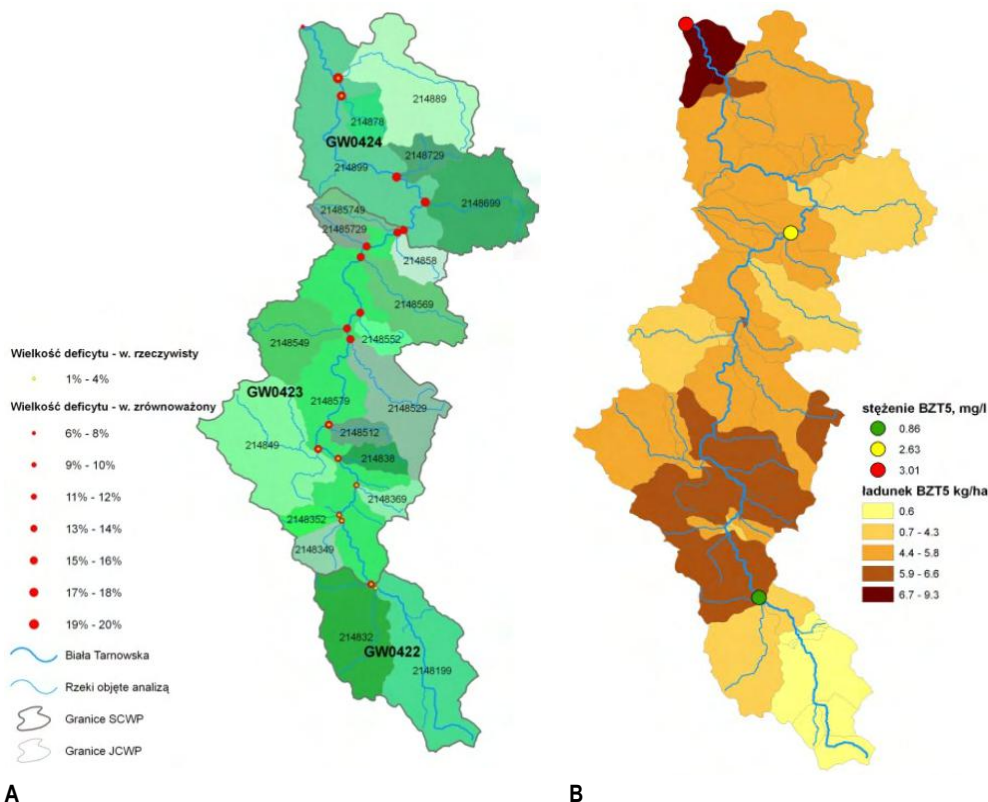 214889
214878
GW0424
2148729
214899
2148699
21485749
21485729
214858
2148569
2148549
2148552
GW0423
2148579
2148529
2148512
214849
214838
2148369
2148352
2148349
214832
GW0422
2148199
Wielkość deficytu - w. rzeczywisty
1% - 4%
Wielkość deficytu - w. zrównoważony
6% - 8%
9% - 10%
11% - 12%
13% - 14%
15% - 16%
17% - 18%
19% - 20%
Biała Tarnowska
Rzeki objęte analizą
Granice SCWP
Granice JCWP
A
stężenie BZT5, mg/l
0.86
2.63
3.01
ładunek BZT5 kg/ha
0.6
0.7 - 4.3
4.4 - 5.8
5.9 - 6.6
6.7 - 9.3
B